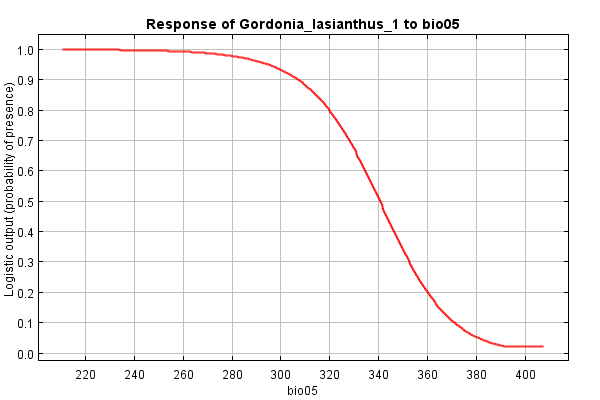 Response of Gordonia_lasianthus_1 to bio05
Logistic output (probability of presence)
1.0
0.9
0.8
0.7
0.6
0.5
0.4
0.3
0.2
0.1
0.0
220 240 260 280 300 320 340 360 380 400
bio05